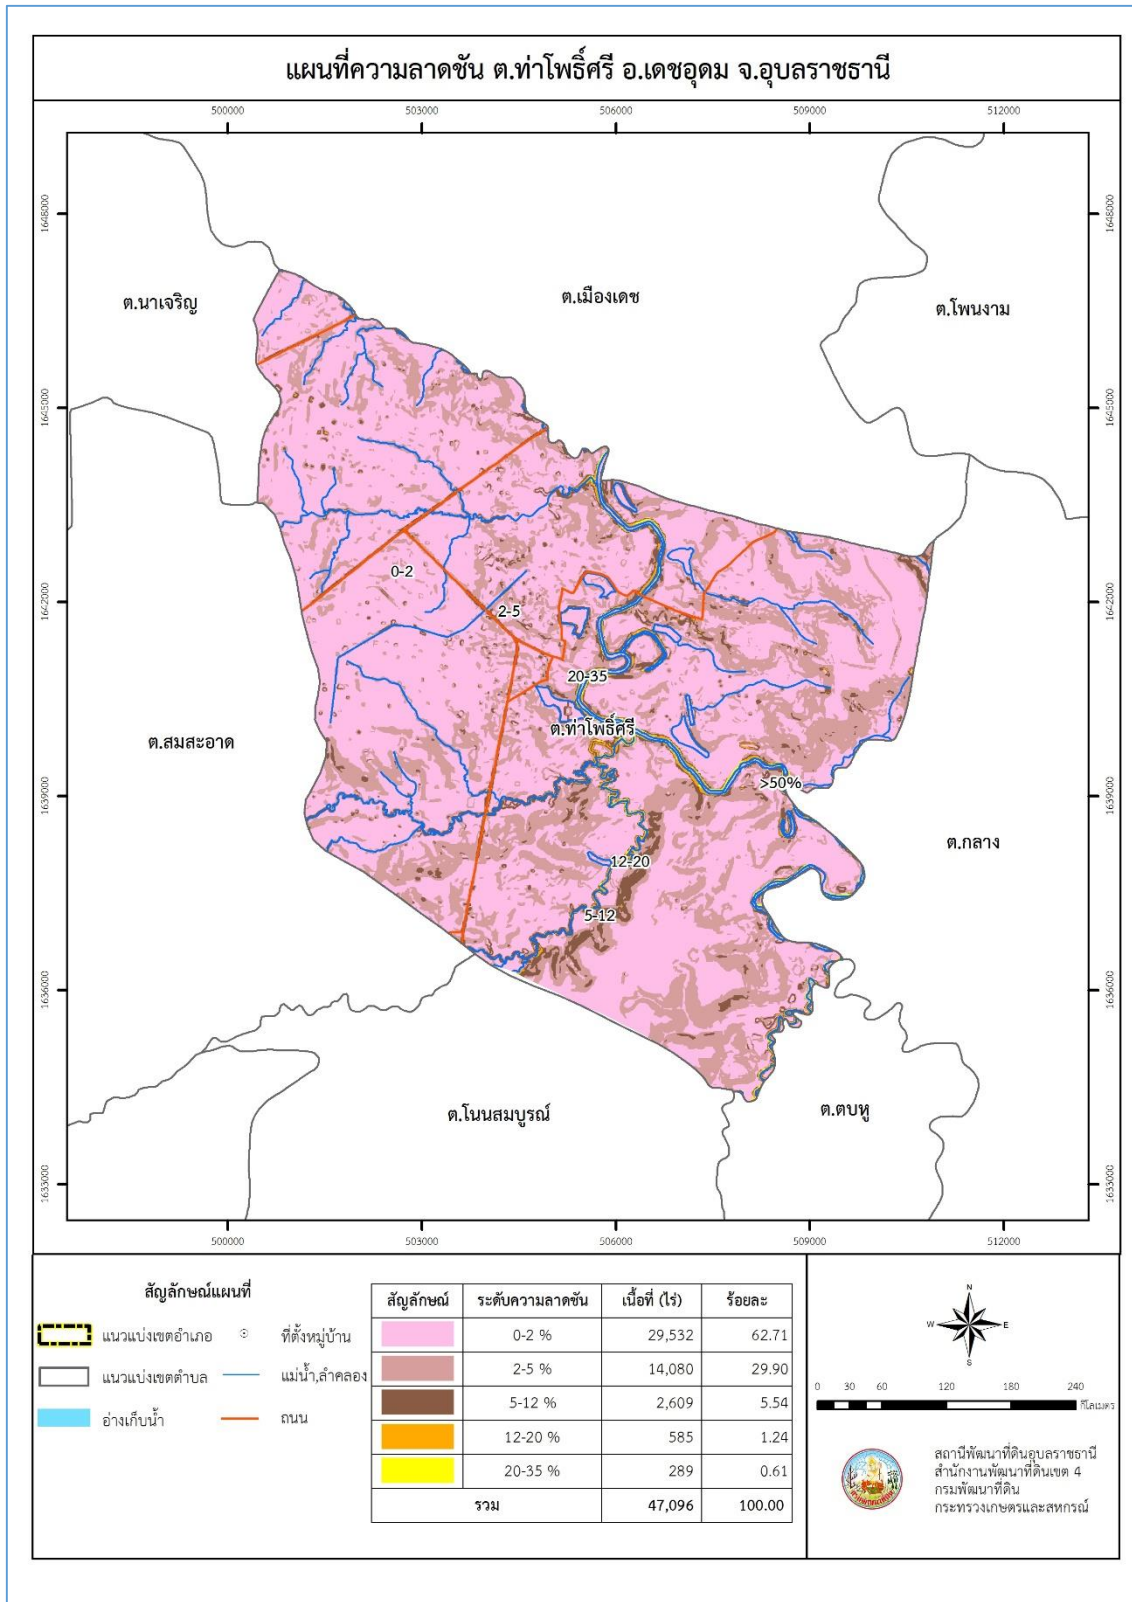 แผนที่ความลาดชัน ต.ท่าโพธิ์ศรี อ.เดชอุดม จ.อุบลราชธานี
500000 503000 506000 509000 512000
1648000 1648000
ต.นาเจริญ ต.เมืองเดช ต.โพนงาม
1645000 1645000
0-2
1642000 2-5 1642000
20-35
ต.ท่าโพธิ์ศรี
ต.สมสะอาด
>50%
1639000 1639000
ต.กลาง
12-20
5-12
1636000 1636000
ต.โนนสมบูรณ์ ต.ตบหู
1633000 1633000
500000 503000 506000 509000 512000
สัญลักษณ์แผนที่
แนวแบ่งเขตอำเภอ ที่ตั้งหมู่บ้าน
แนวแบ่งเขตตำบล แม่น้ำ,ลำคลอง
อ่างเก็บน้ำ ถนน
สัญลักษณ์ ระดับความลาดชัน เนื้อที่ (ไร่) ร้อยละ
0-2 % 29,532 62.71
2-5 % 14,080 29.90
5-12 % 2,609 5.54
12-20 % 585 1.24
20-35 % 289 0.61
รวม 47,096 100.00
N
W E
S
0 30 60 120 180 240
กิโลเมตร
สถานีพัฒนาที่ดินอุบลราชธานี
สำนักงานพัฒนาที่ดินเขต 4
กรมพัฒนาที่ดิน
กระทรวงเกษตรและสหกรณ์